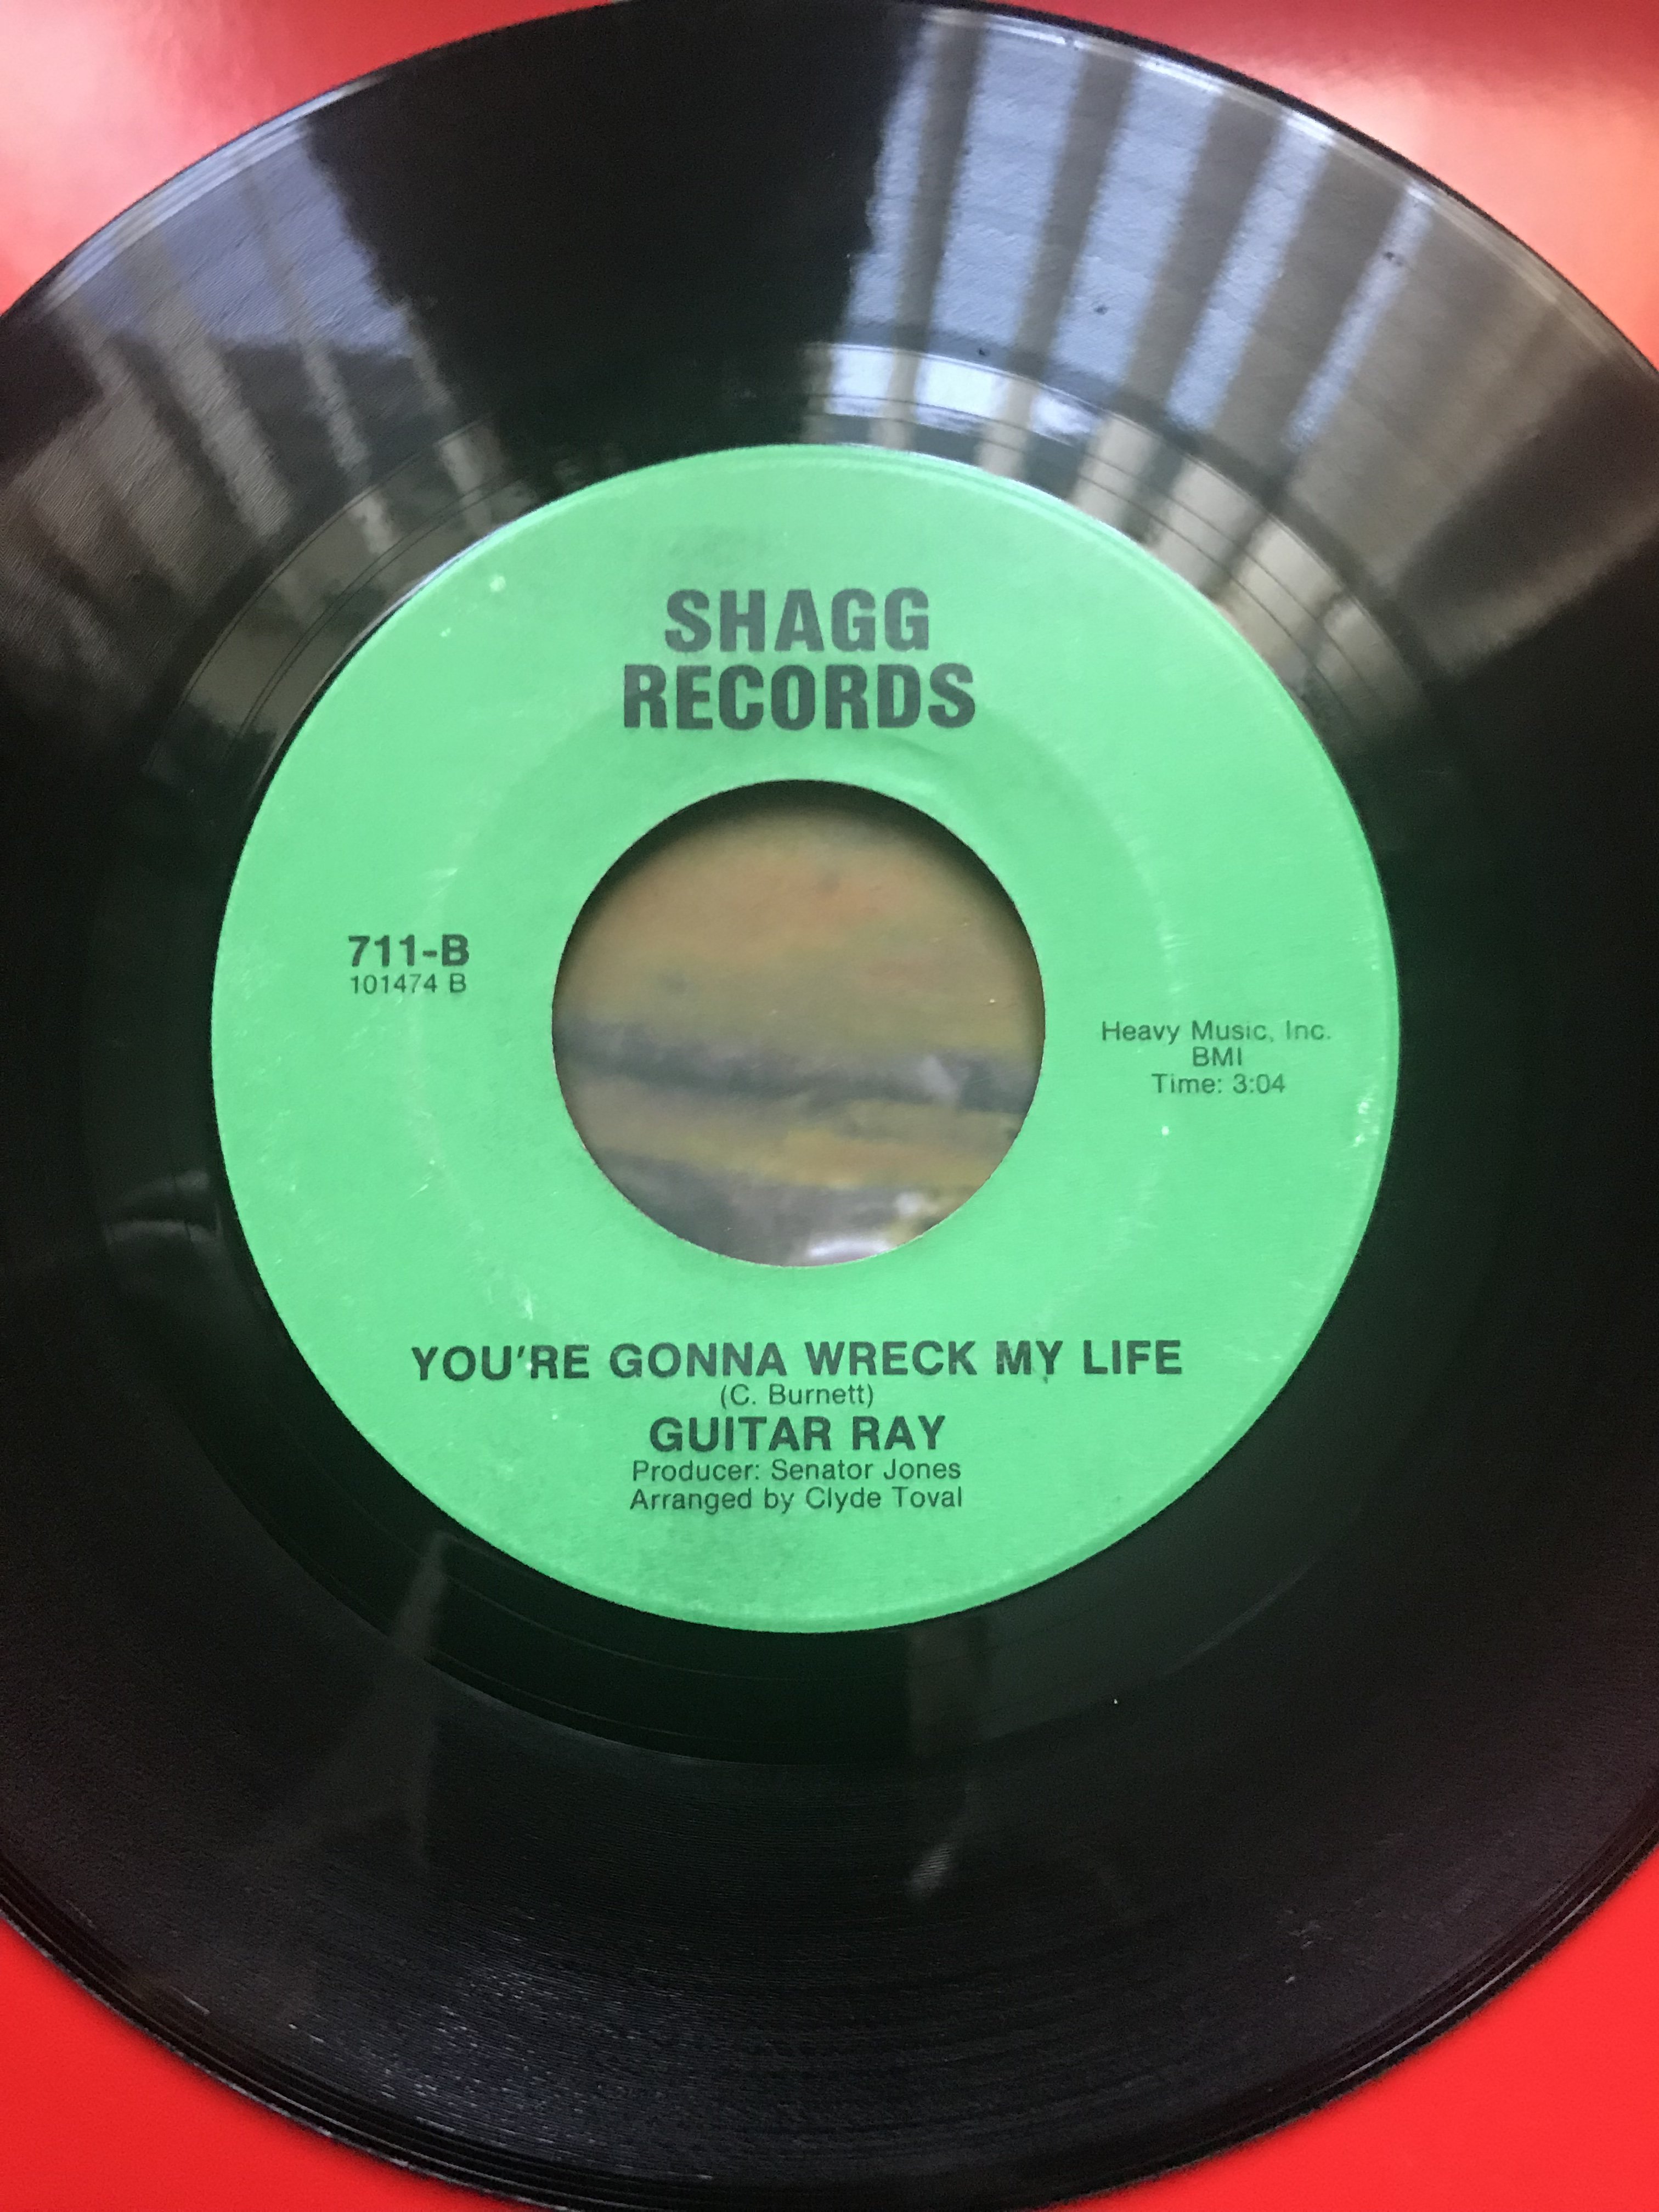 SHAGG
RECORDS
711-B
101474 B
Heavy Music, Inc.
BMI
Time: 3:04
YOU'RE GONNA WRECK MY LIFE
(C. Burnett)
GUITAR RAY
Producer: Senator Jones
Arranged by Clyde Toval